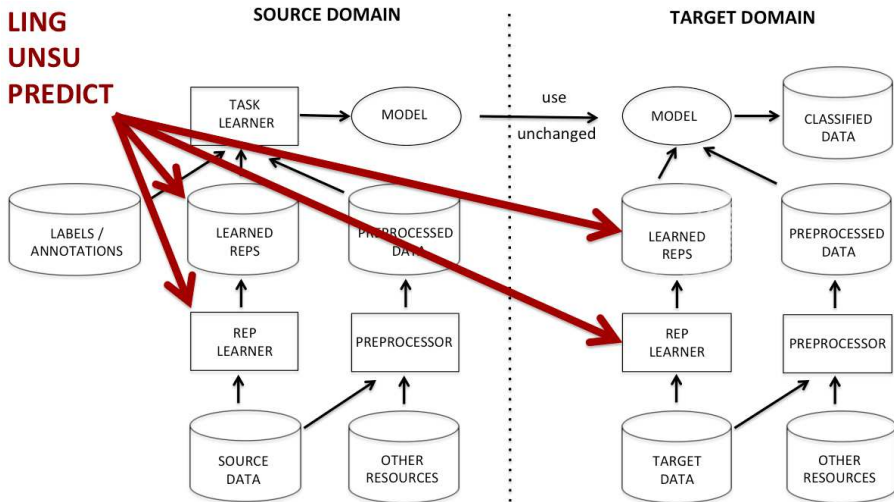 LING
UNSU
PREDICT
SOURCE DOMAIN
TARGET DOMAIN
TASK
LEARNER
MODEL
use
unchanged
MODEL
CLASSIFIED
DATA
LABELS /
ANNOTATIONS
LEARNED
REPS
PREPROCESSED
DATA
LEARNED
REPS
PREPROCESSED
DATA
REP
LEARNER
PREPROCESSOR
REP
LEARNER
PREPROCESSOR
SOURCE
DATA
OTHER
RESOURCES
TARGET
DATA
OTHER
RESOURCES